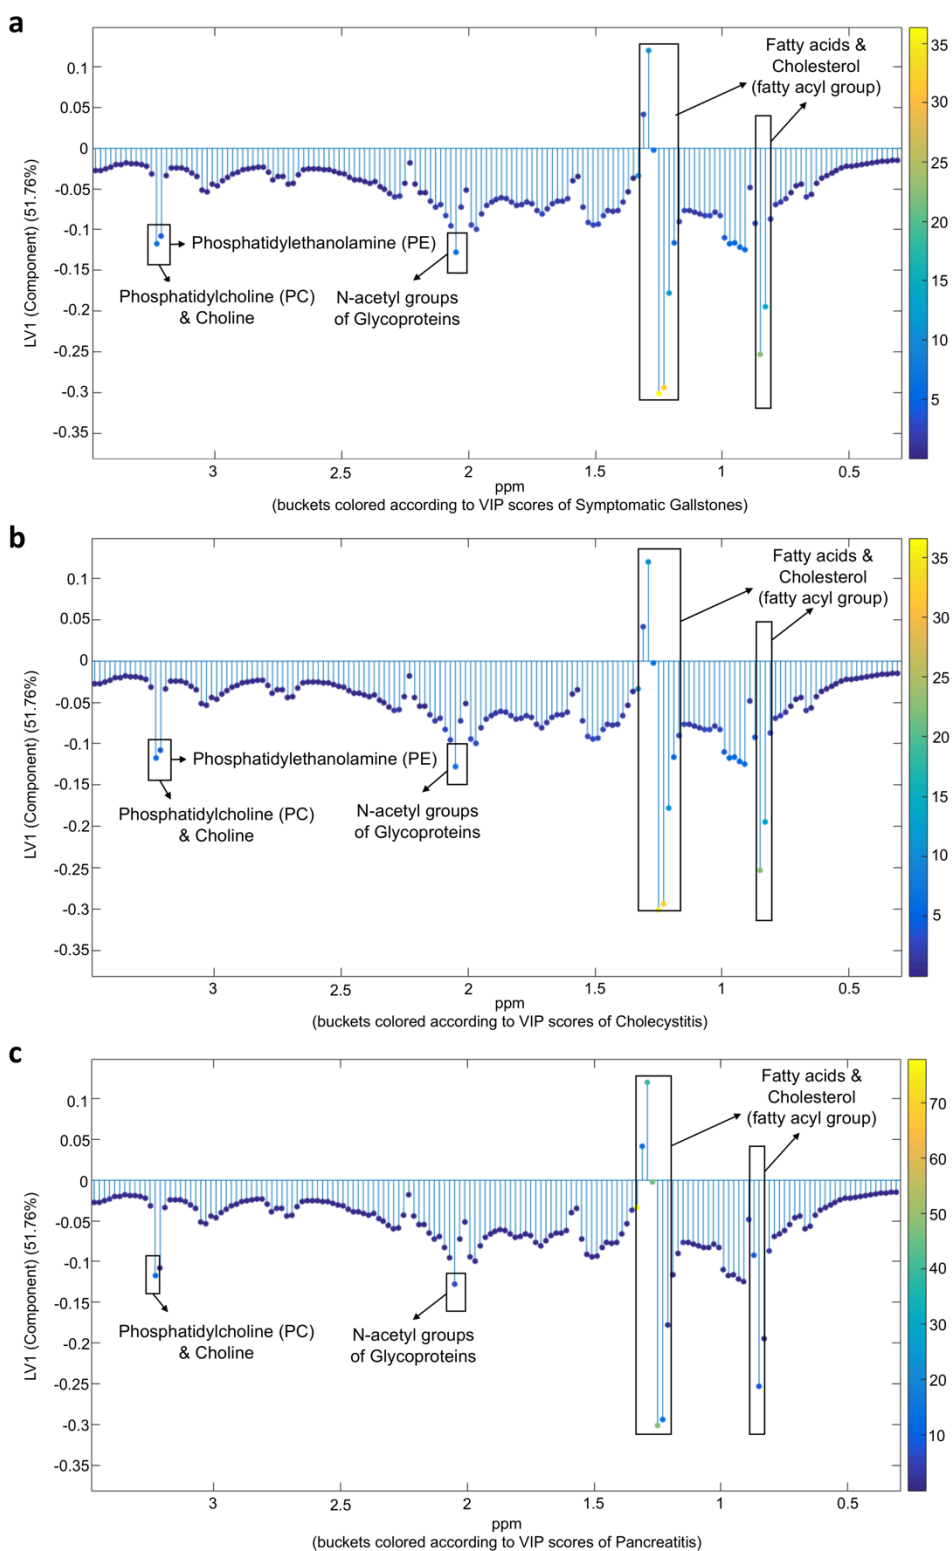 a
Fatty acids &
Cholesterol
(fatty acyl group)
0.1
0.05
0
-0.05
-0.1
-0.15
-0.2
-0.25
-0.3
-0.35
LV1 (Component) (51.76%)
Phosphatidylethanolamine (PE)
Phosphatidylcholine (PC)
& Choline
N-acetyl groups
of Glycoproteins
35
30
25
20
15
10
5
3
2.5
2
1.5
1
0.5
ppm
(buckets colored according to VIP scores of Symptomatic Gallstones)
b
Fatty acids &
Cholesterol
(fatty acyl group)
0.1
0.05
0
-0.05
-0.1
-0.15
-0.2
-0.25
-0.3
-0.35
LV1 (Component) (51.76%)
Phosphatidylethanolamine (PE)
Phosphatidylcholine (PC)
& Choline
N-acetyl groups
of Glycoproteins
35
30
25
20
15
10
5
3
2.5
2
1.5
1
0.5
ppm
(buckets colored according to VIP scores of Cholecystitis)
c
Fatty acids &
Cholesterol
(fatty acyl group)
0.1
0.05
0
-0.05
-0.1
-0.15
-0.2
-0.25
-0.3
-0.35
LV1 (Component) (51.76%)
Phosphatidylcholine (PC)
& Choline
N-acetyl groups
of Glycoproteins
70
60
50
40
30
20
10
3
2.5
2
1.5
1
0.5
ppm
(buckets colored according to VIP scores of Pancreatitis)